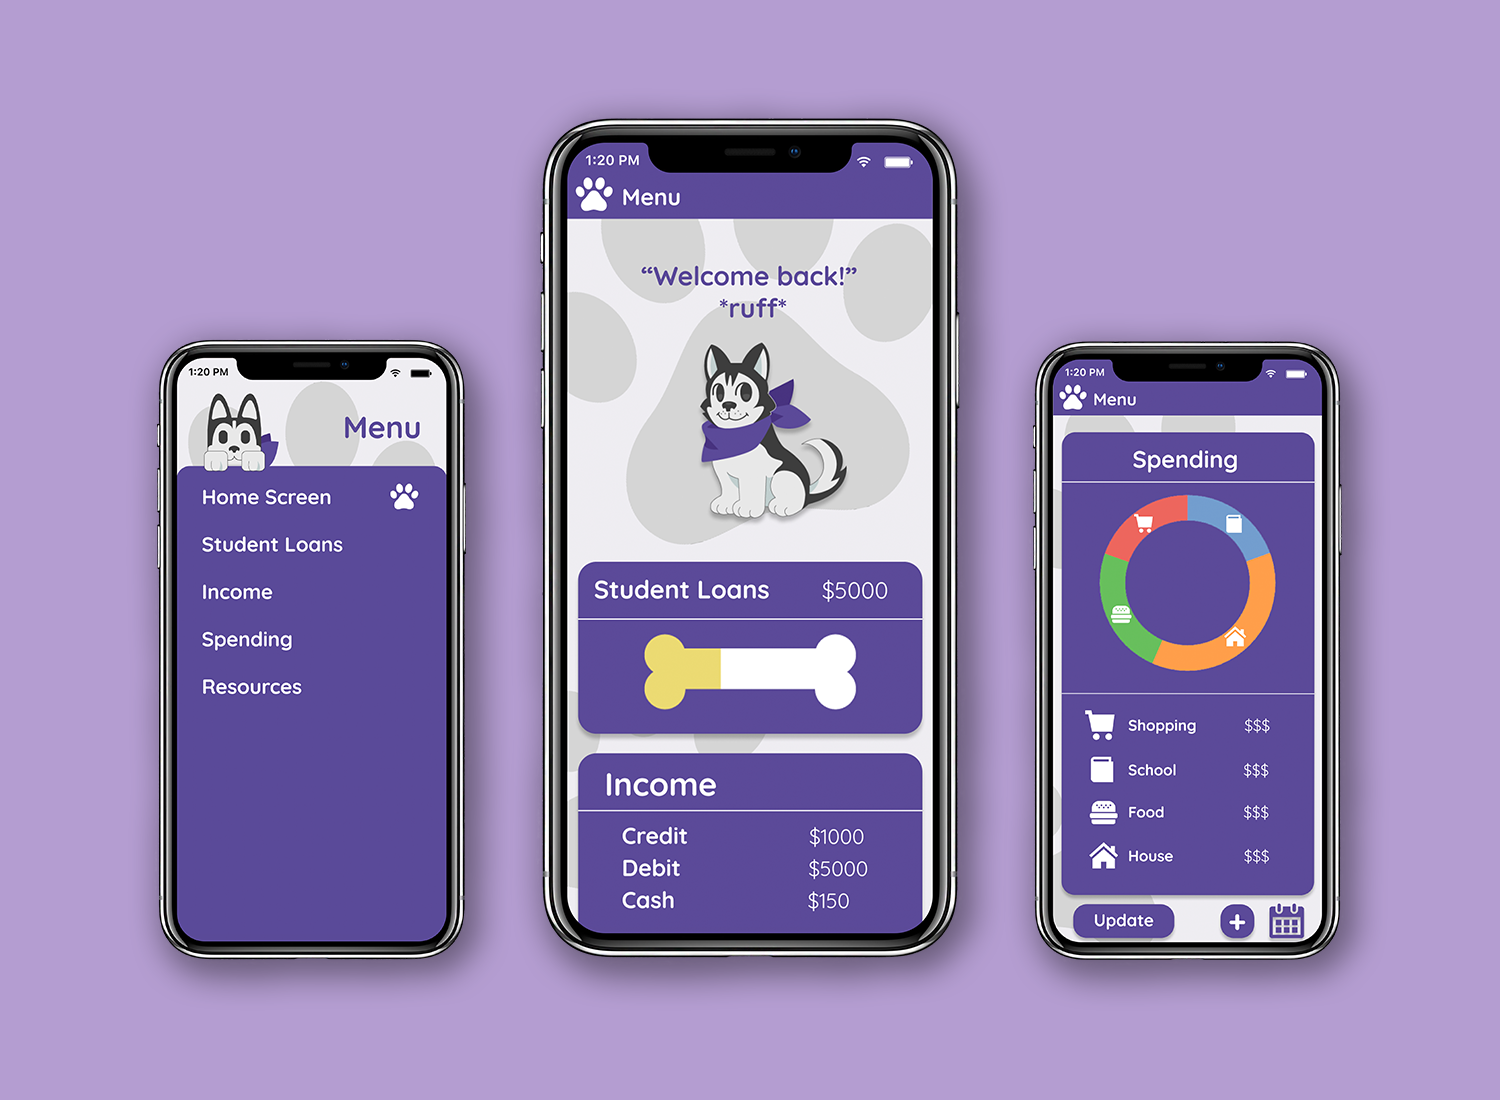 1:20 PM
Menu
Home Screen
Student Loans
Income
Spending
Resources
1:20 PM
Menu
“Welcome back!”
*ruff*
Student Loans $5000
Income
Credit $1000
Debit $5000
Cash $150
1:20 PM
Menu
Spending
Shopping $$$
School $$$
Food $$$
House $$$
Update